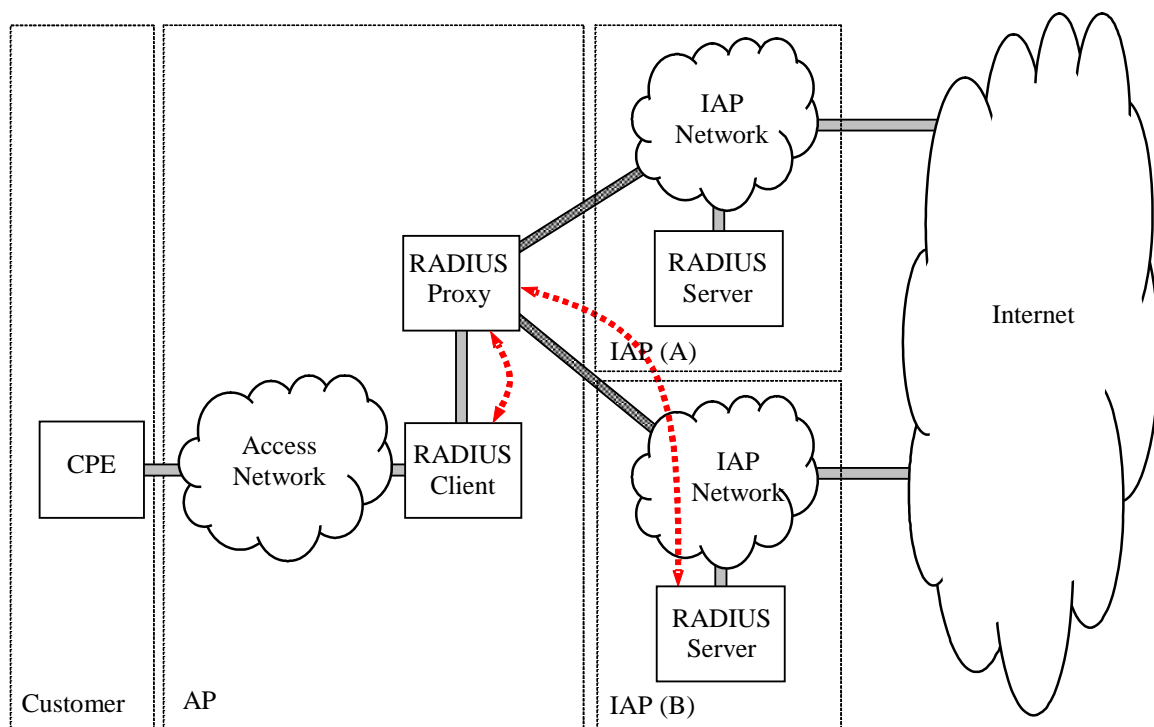 IAP
Network
RADIUS
Server
IAP (A)
RADIUS
Proxy
Internet
CPE
Access
Network
RADIUS
Client
IAP
Network
RADIUS
Server
Customer
AP
IAP (B)